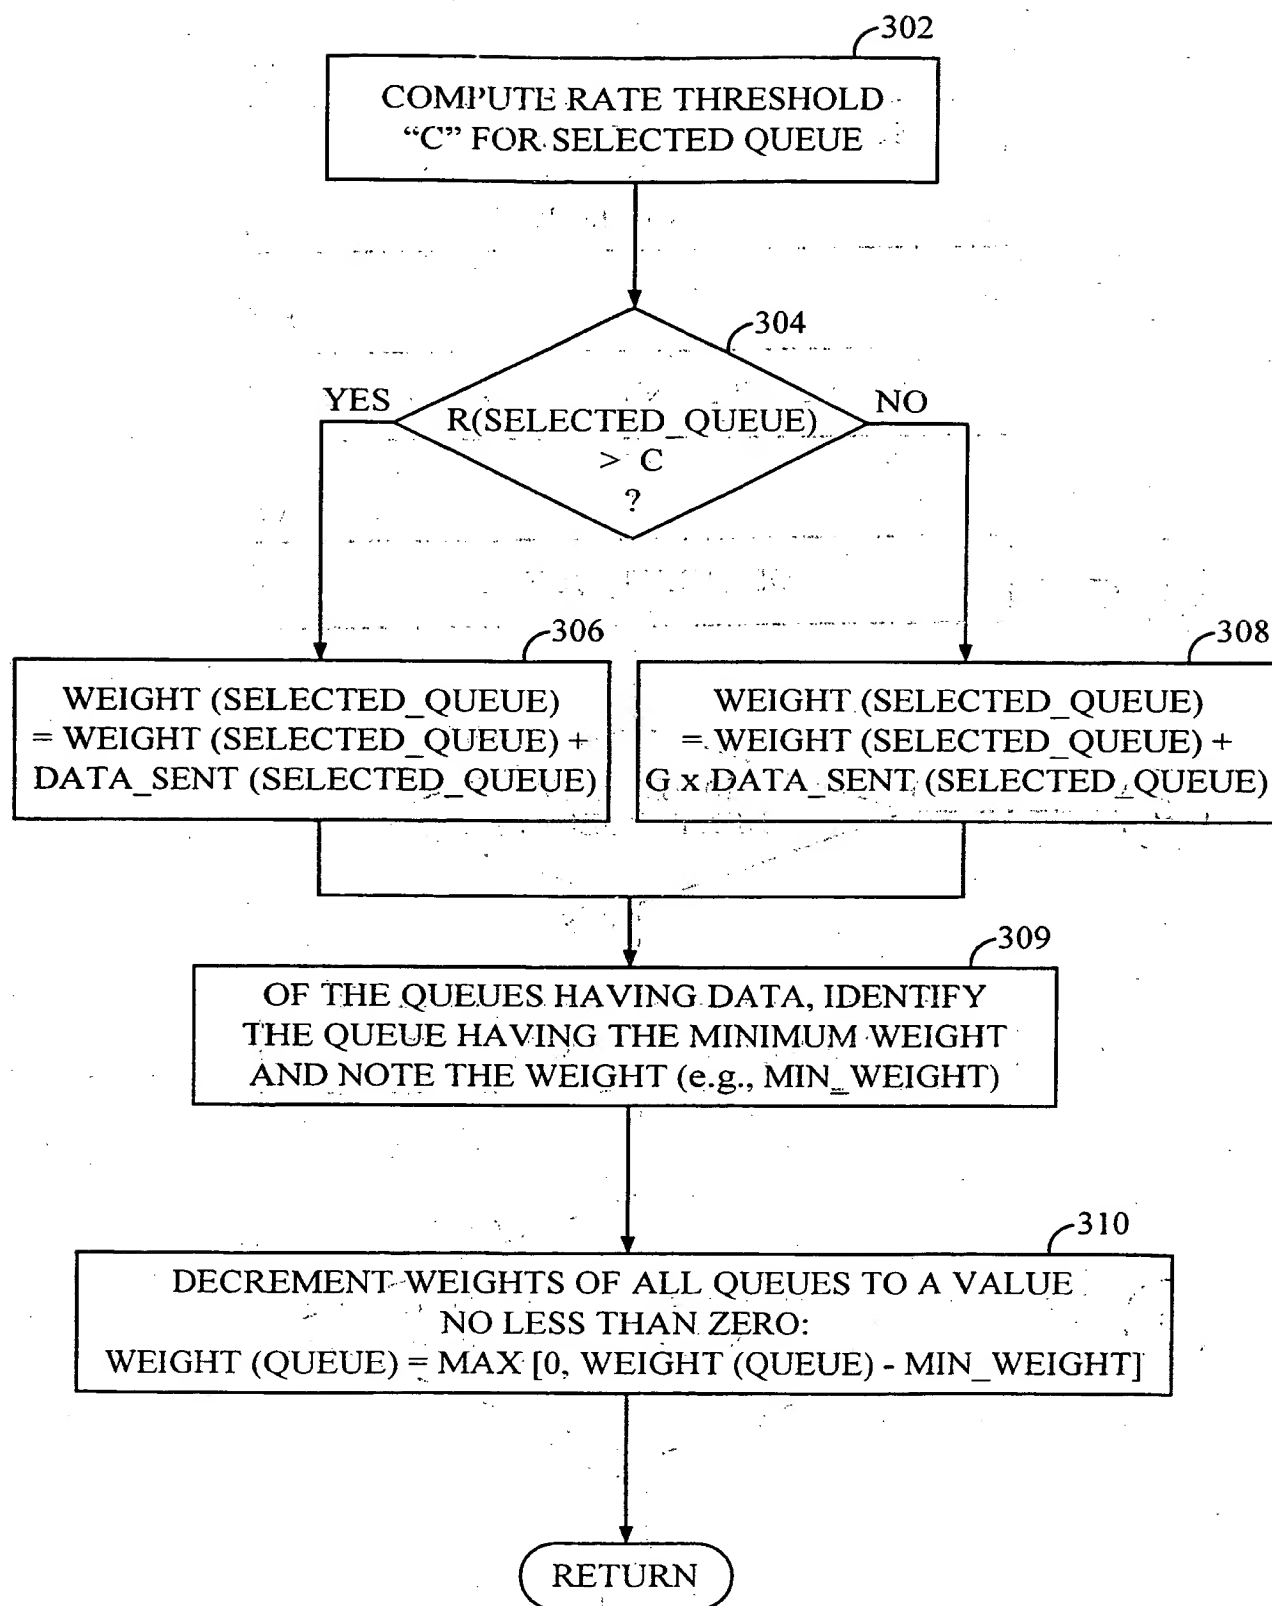 302
COMPUTE RATE THRESHOLD
“C” FOR SELECTED QUEUE
304
YES
NO
R(SELECTED_QUEUE)
> C
?
306
308
WEIGHT (SELECTED_QUEUE)
= WEIGHT (SELECTED_QUEUE) +
DATA_SENT (SELECTED_QUEUE)
WEIGHT (SELECTED_QUEUE)
= WEIGHT (SELECTED_QUEUE) +
G x DATA_SENT (SELECTED_QUEUE)
309
OF THE QUEUES HAVING DATA, IDENTIFY
THE QUEUE HAVING THE MINIMUM WEIGHT
AND NOTE THE WEIGHT (e.g., MIN_WEIGHT)
310
DECREMENT WEIGHTS OF ALL QUEUES TO A VALUE
NO LESS THAN ZERO:
WEIGHT (QUEUE) = MAX [0, WEIGHT (QUEUE) - MIN_WEIGHT]
RETURN